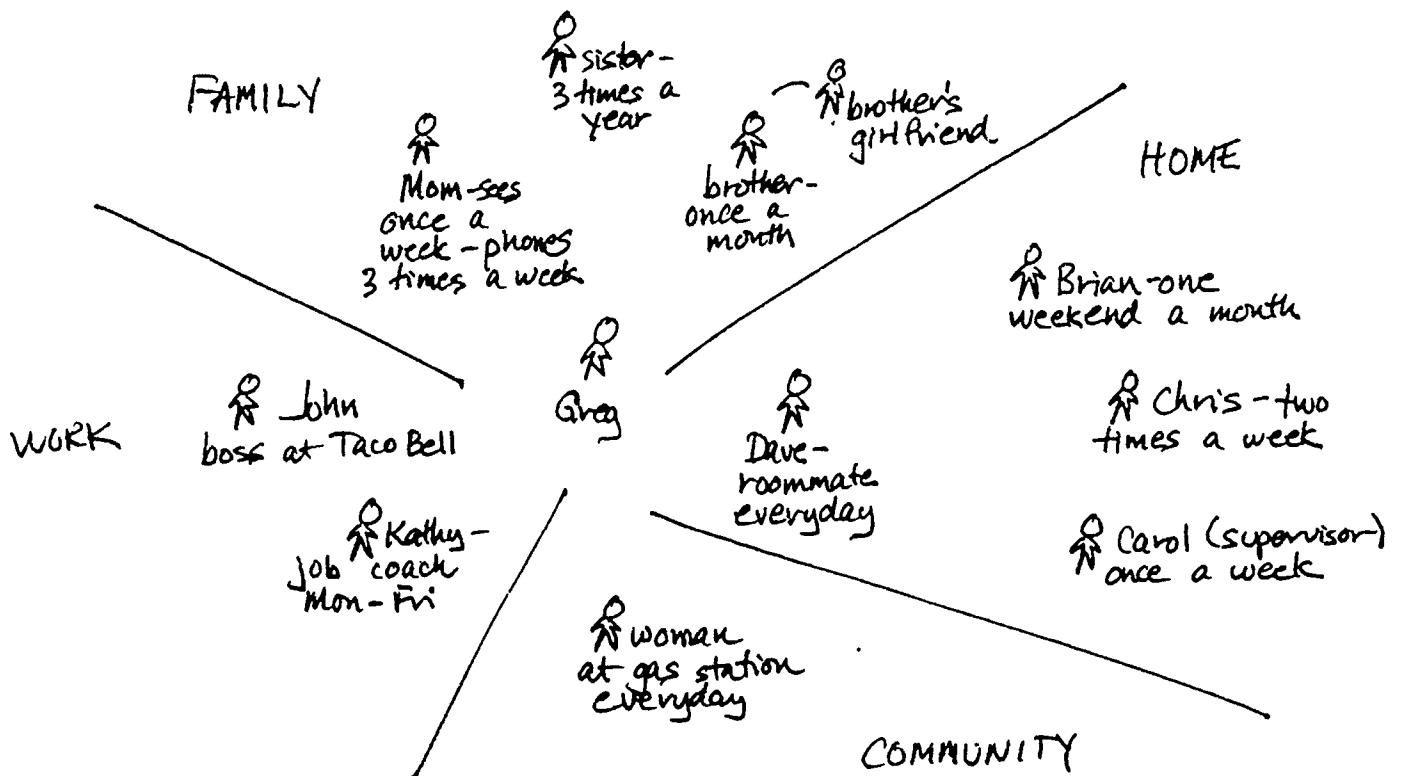 FAMILY
sister-
3 times a
year
brother's
girlfriend
Mom-sees
once a
week-phones
3 times a week
brother-
once a
month
HOME
Brian-one
weekend a month
Greg
WORK
John
boss at Taco Bell
Chris-two
times a week
Dave-
roommate
everyday
Kathy-
job coach
Mon-Fri
Carol (supervisor)
once a week
woman
at gas station
everyday
COMMUNITY